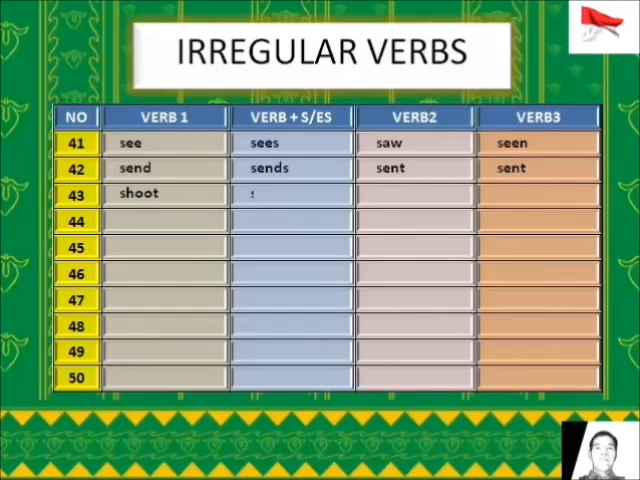 IRREGULAR VERBS
NO VERB 1 VERB + S/ES VERB2 VERB3
41 see sees saw seen
42 send sends sent sent
43 shoot
44
45
46
47
48
49
50